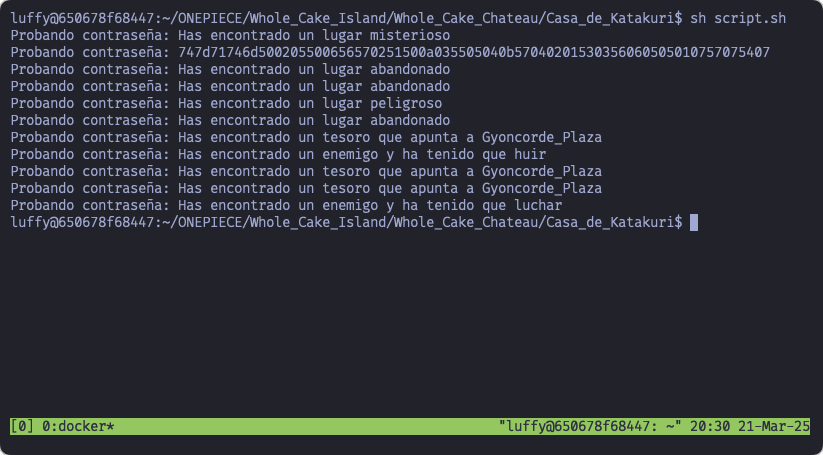 luffy@650678f68447:~/ONEPIECE/Whole_Cake_Island/Whole_Cake_Chateau/Casa_de_Katakuri$ sh script.sh
Probando contraseña: Has encontrado un lugar misterioso
Probando contraseña: 747d71746d500205500656570251500a035505040b57040201530356060505010757075407
Probando contraseña: Has encontrado un lugar abandonado
Probando contraseña: Has encontrado un lugar abandonado
Probando contraseña: Has encontrado un lugar peligroso
Probando contraseña: Has encontrado un lugar abandonado
Probando contraseña: Has encontrado un tesoro que apunta a Gyoncorde_Plaza
Probando contraseña: Has encontrado un enemigo y ha tenido que huir
Probando contraseña: Has encontrado un tesoro que apunta a Gyoncorde_Plaza
Probando contraseña: Has encontrado un tesoro que apunta a Gyoncorde_Plaza
Probando contraseña: Has encontrado un enemigo y ha tenido que luchar
luffy@650678f68447:~/ONEPIECE/Whole_Cake_Island/Whole_Cake_Chateau/Casa_de_Katakuri$
[0] 0:docker* "luffy@650678f68447: ~" 20:30 21-Mar-25